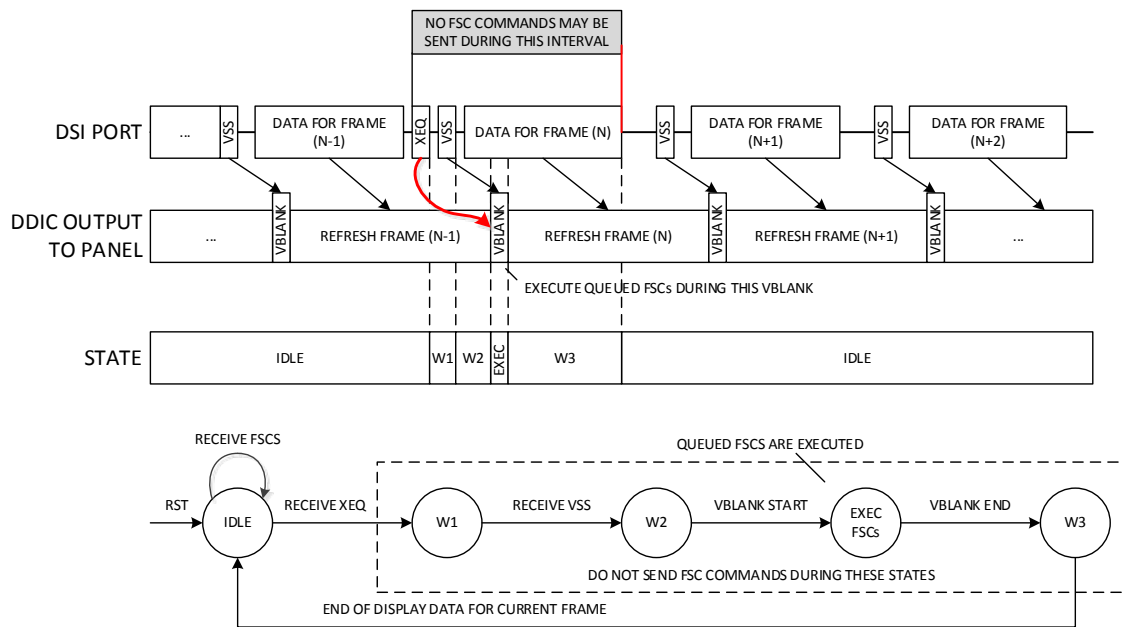 NO FSC COMMANDS MAY BE
SENT DURING THIS INTERVAL
DSI PORT
...
VSS
DATA FOR FRAME
(N-1)
XEQ
VSS
DATA FOR FRAME (N)
VSS
DATA FOR FRAME
(N+1)
VSS
DATA FOR FRAME
(N+2)
DDIC OUTPUT
TO PANEL
...
VBLANK
REFRESH FRAME (N-1)
VBLANK
REFRESH FRAME (N)
VBLANK
REFRESH FRAME (N+1)
VBLANK
...
EXECUTE QUEUED FSCs DURING THIS VBLANK
STATE
IDLE
W1
W2
EXEC
W3
IDLE
RECEIVE FSCS
QUEUED FSCS ARE EXECUTED
RST
IDLE
RECEIVE XEQ
W1
RECEIVE VSS
W2
VBLANK START
EXEC
FSCs
VBLANK END
W3
DO NOT SEND FSC COMMANDS DURING THESE STATES
END OF DISPLAY DATA FOR CURRENT FRAME